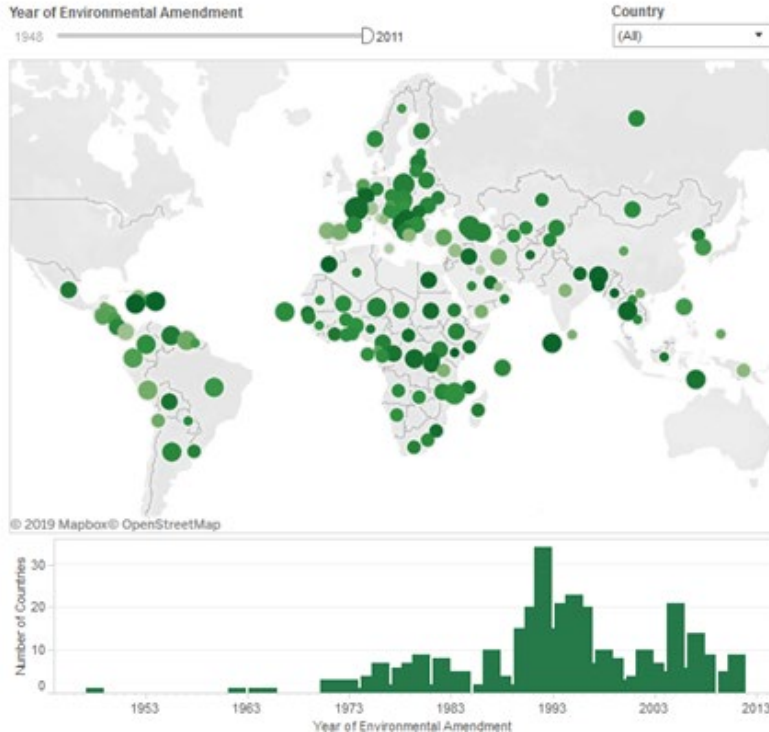 Year of Environmental Amendment
Country
1948
2011
(All)
© 2019 Mapbox© OpenStreetMap
Number of Countries
30
20
10
0
1953
1963
1973
1983
1993
2003
2013
Year of Environmental Amendment